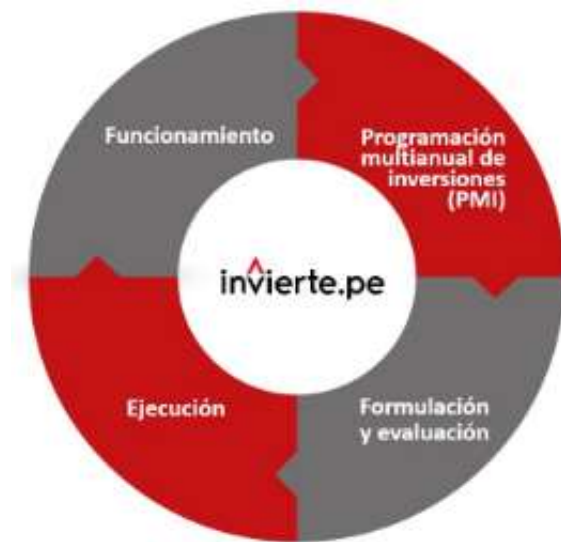 Funcionamiento
Programación
multianual de
inversiones
(PMI)
invierte.pe
Ejecución
Formulación
y evaluación